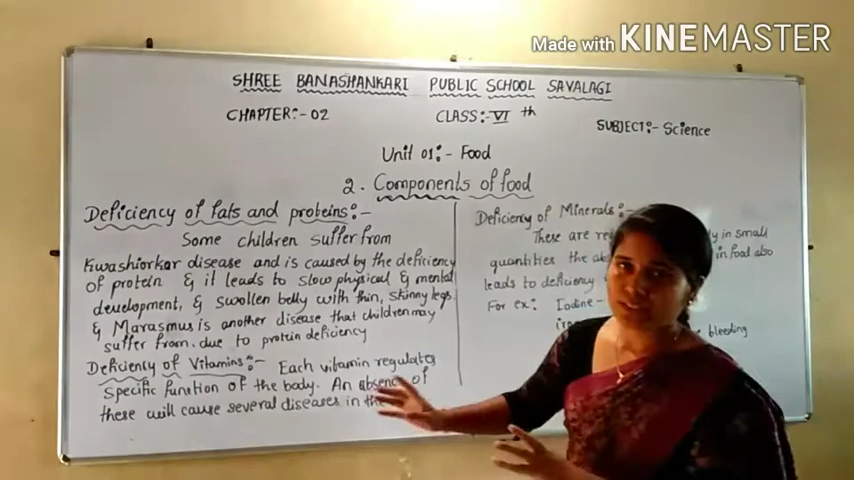 Made with KINEMASTER
SHREE BANASHANKARI PUBLIC SCHOOL SAVALAGI
CHAPTER:- 02 CLASS:- VI th SUBJECT:- Science
Unit 01:- Food
2. Components of food
Deficiency of fats and proteins:-
Some children suffer from
Kwashiorkor disease and is caused by the deficiency
of protein & it leads to slow physical & mental
development, & swollen belly with thin, skinny legs.
& Marasmus is another disease that children may
suffer from. due to protein deficiency
Deficiency of Vitamins:- Each vitamin regulates
specific function of the body. An absence of
these will cause several diseases in the
Deficiency of Minerals:-
These are in small
quantities the in food also
leads to deficiency
For ex: Iodine-
bleeding